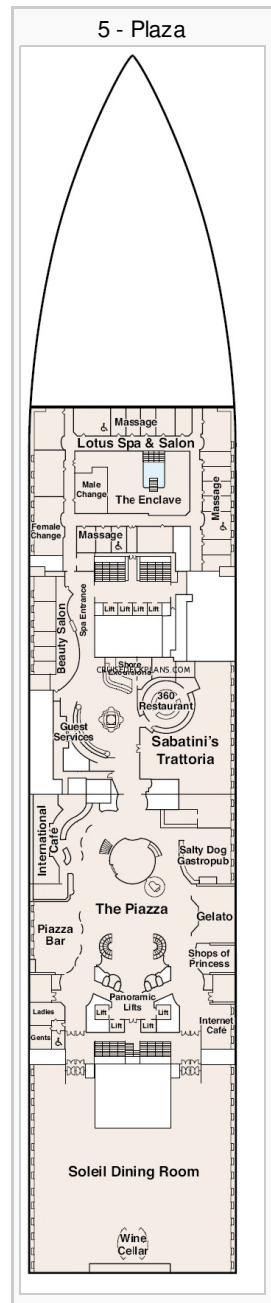 5 - Plaza
Massage
Lotus Spa & Salon
Male
Change
The Enclave
Massage
Female
Change
Massage
Spa Entrance
Beauty Salon
Lift Lift Lift Lift
Shore
Excursions
CRUISEDECKPLANS.COM
360
Restaurant
Guest
Services
Sabatini's
Trattoria
International
Café
Salty Dog
Gastropub
The Piazza
Gelato
Piazza
Bar
Shops of
Princess
Panoramic
Lifts
Ladies
Lift Lift
Lift Lift
Internet
Café
Gents
Soleil Dining Room
Wine
Cellar